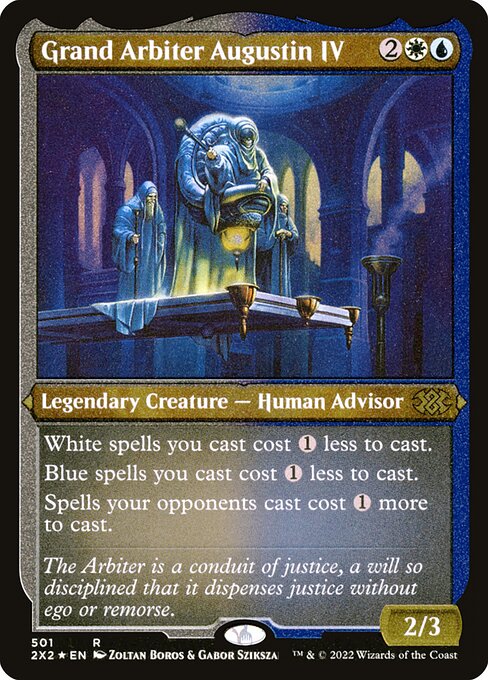 Grand Arbiter Augustin IV 2
Legendary Creature — Human Advisor
White spells you cast cost 1 less to cast.
Blue spells you cast cost 1 less to cast.
Spells your opponents cast cost 1 more
to cast.
The Arbiter is a conduit of justice, a will so
disciplined that it dispenses justice without
ego or remorse.
2/3
501 R
2X2 ★ EN Zoltan Boros & Gabor Sziksza
™ & © 2022 Wizards of the Coast